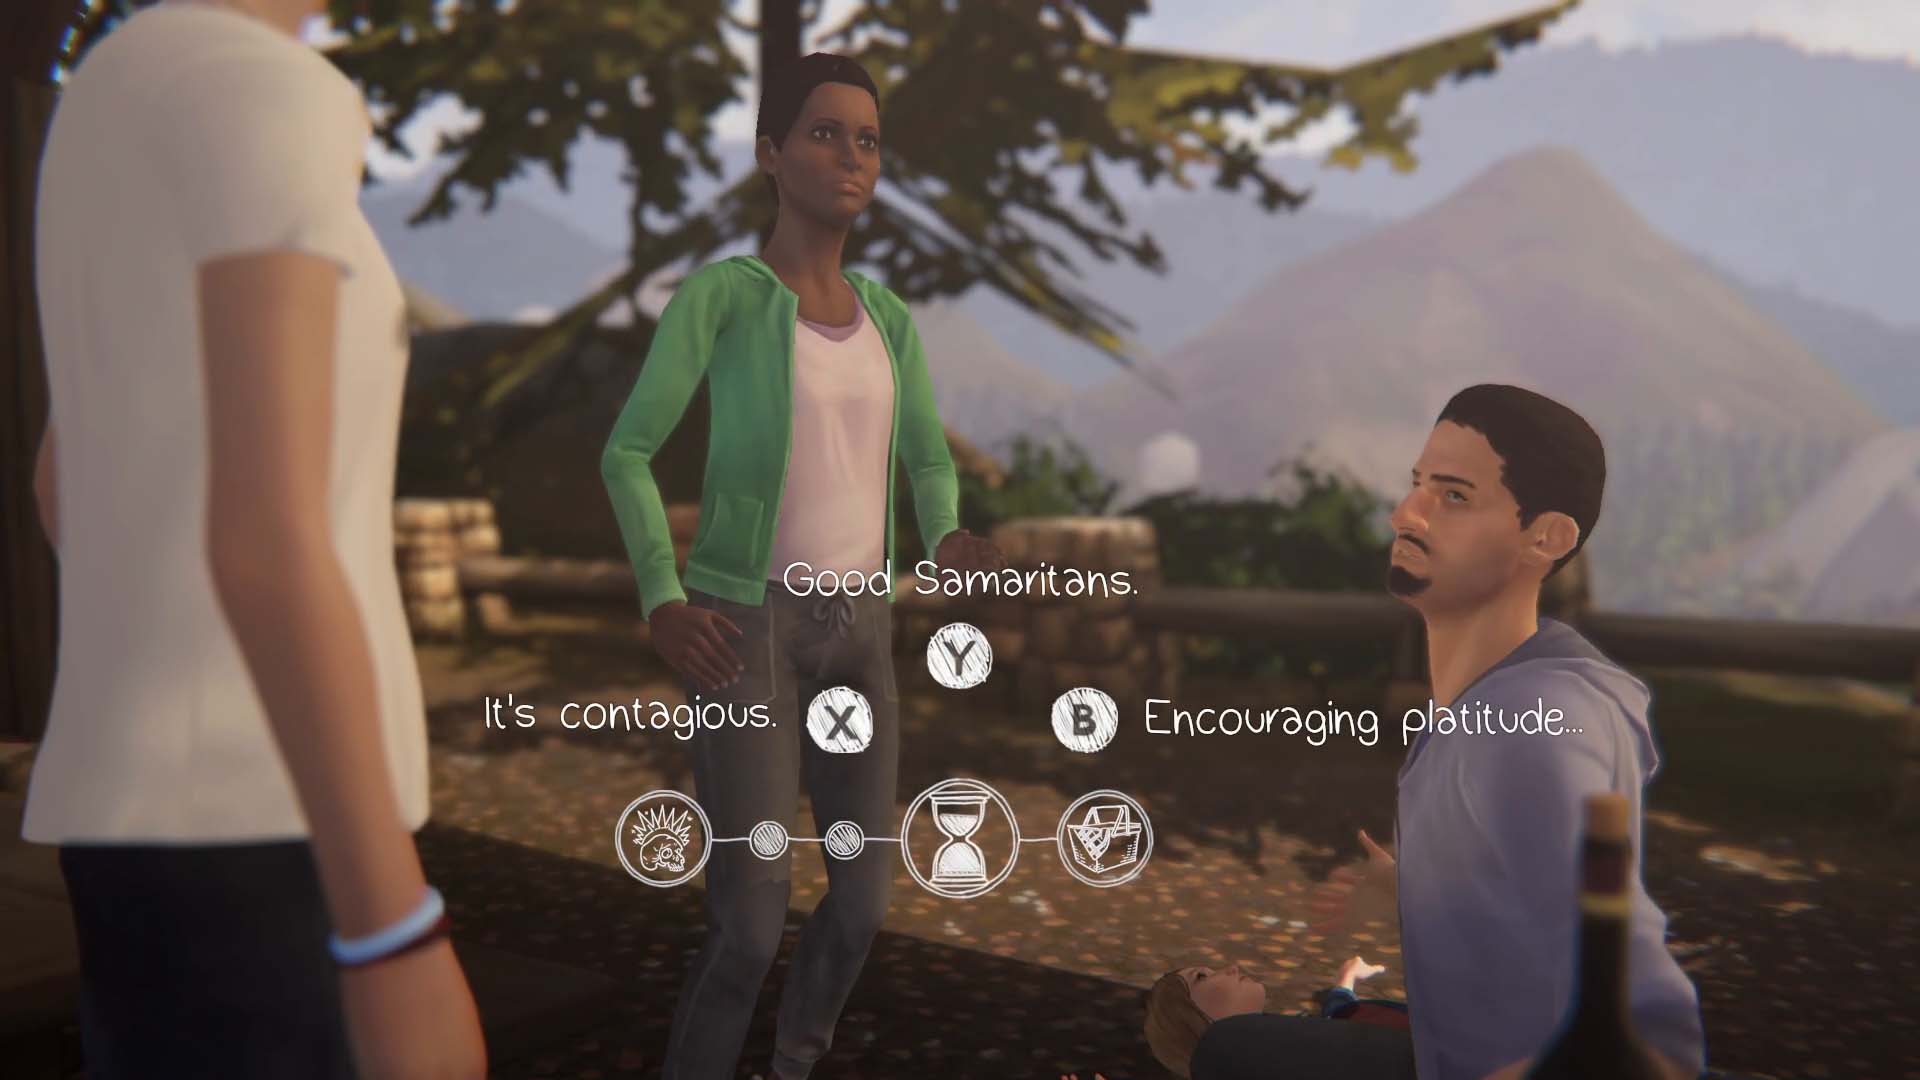 Good Samaritans.
Y
It's contagious.
X
B
Encouraging platitude...